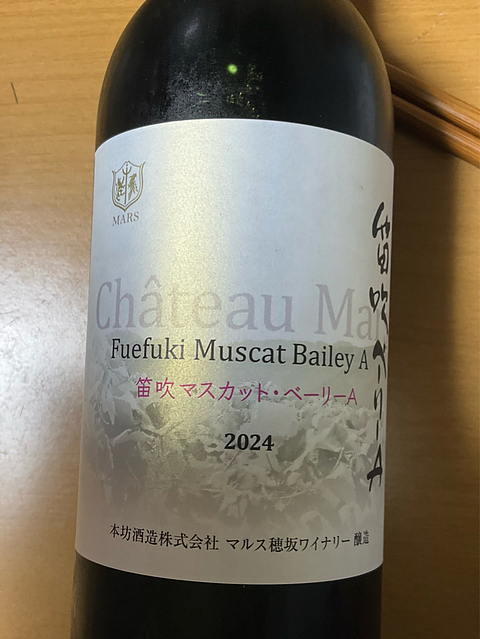 MARS
Château Mar
Fuefuki Muscat Bailey A
笛吹 マスカット・ベーリーA
2024
本坊酒造株式会社 マルス穂坂ワイナリー 醸造
笛吹ベーリーA